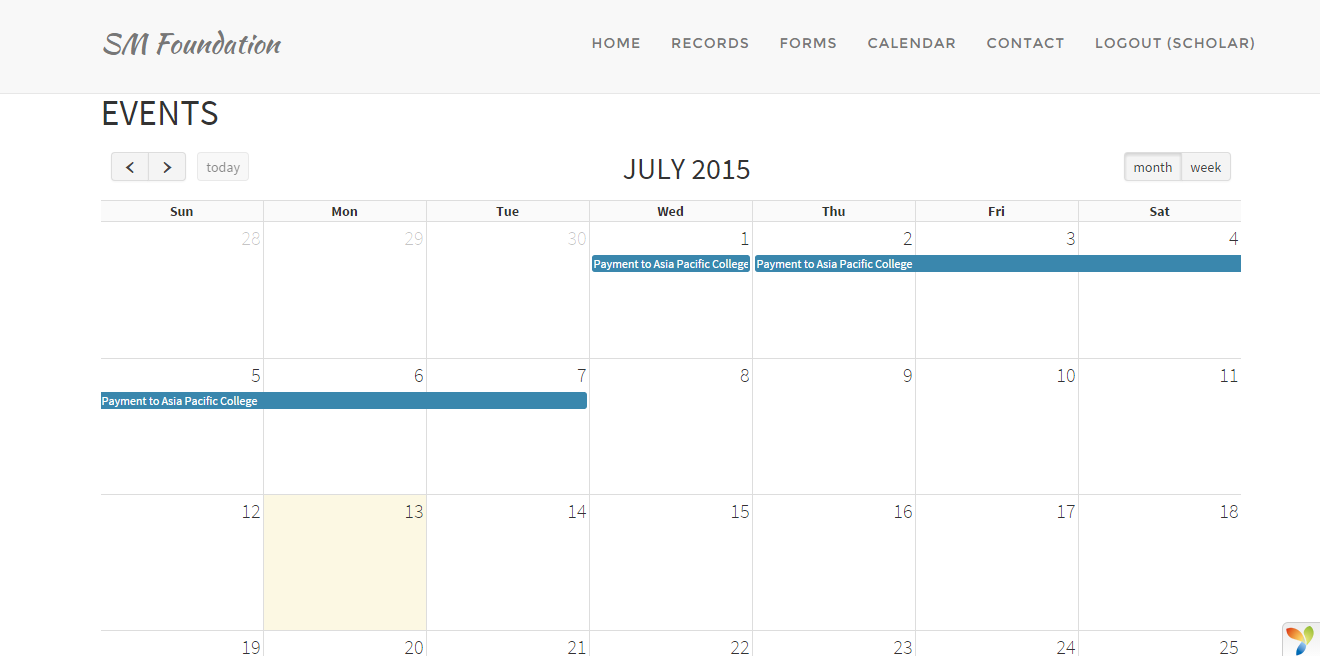 SM Foundation HOME RECORDS FORMS CALENDAR CONTACT LOGOUT (SCHOLAR)
EVENTS
today JULY 2015 month week
Sun Mon Tue Wed Thu Fri Sat
28 29 30 1 2 3 4
Payment to Asia Pacific College Payment to Asia Pacific College
5 6 7 8 9 10 11
Payment to Asia Pacific College
12 13 14 15 16 17 18
19 20 21 22 23 24 25